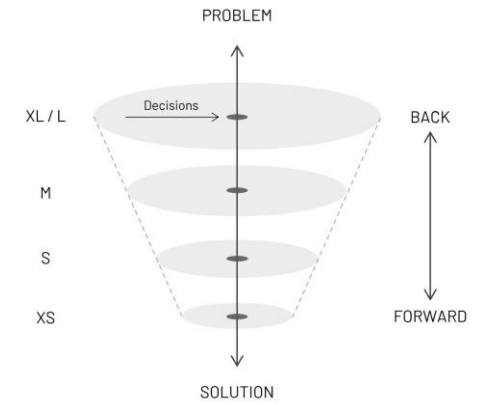 PROBLEM
XL / L
Decisions
BACK
M
S
XS
FORWARD
SOLUTION